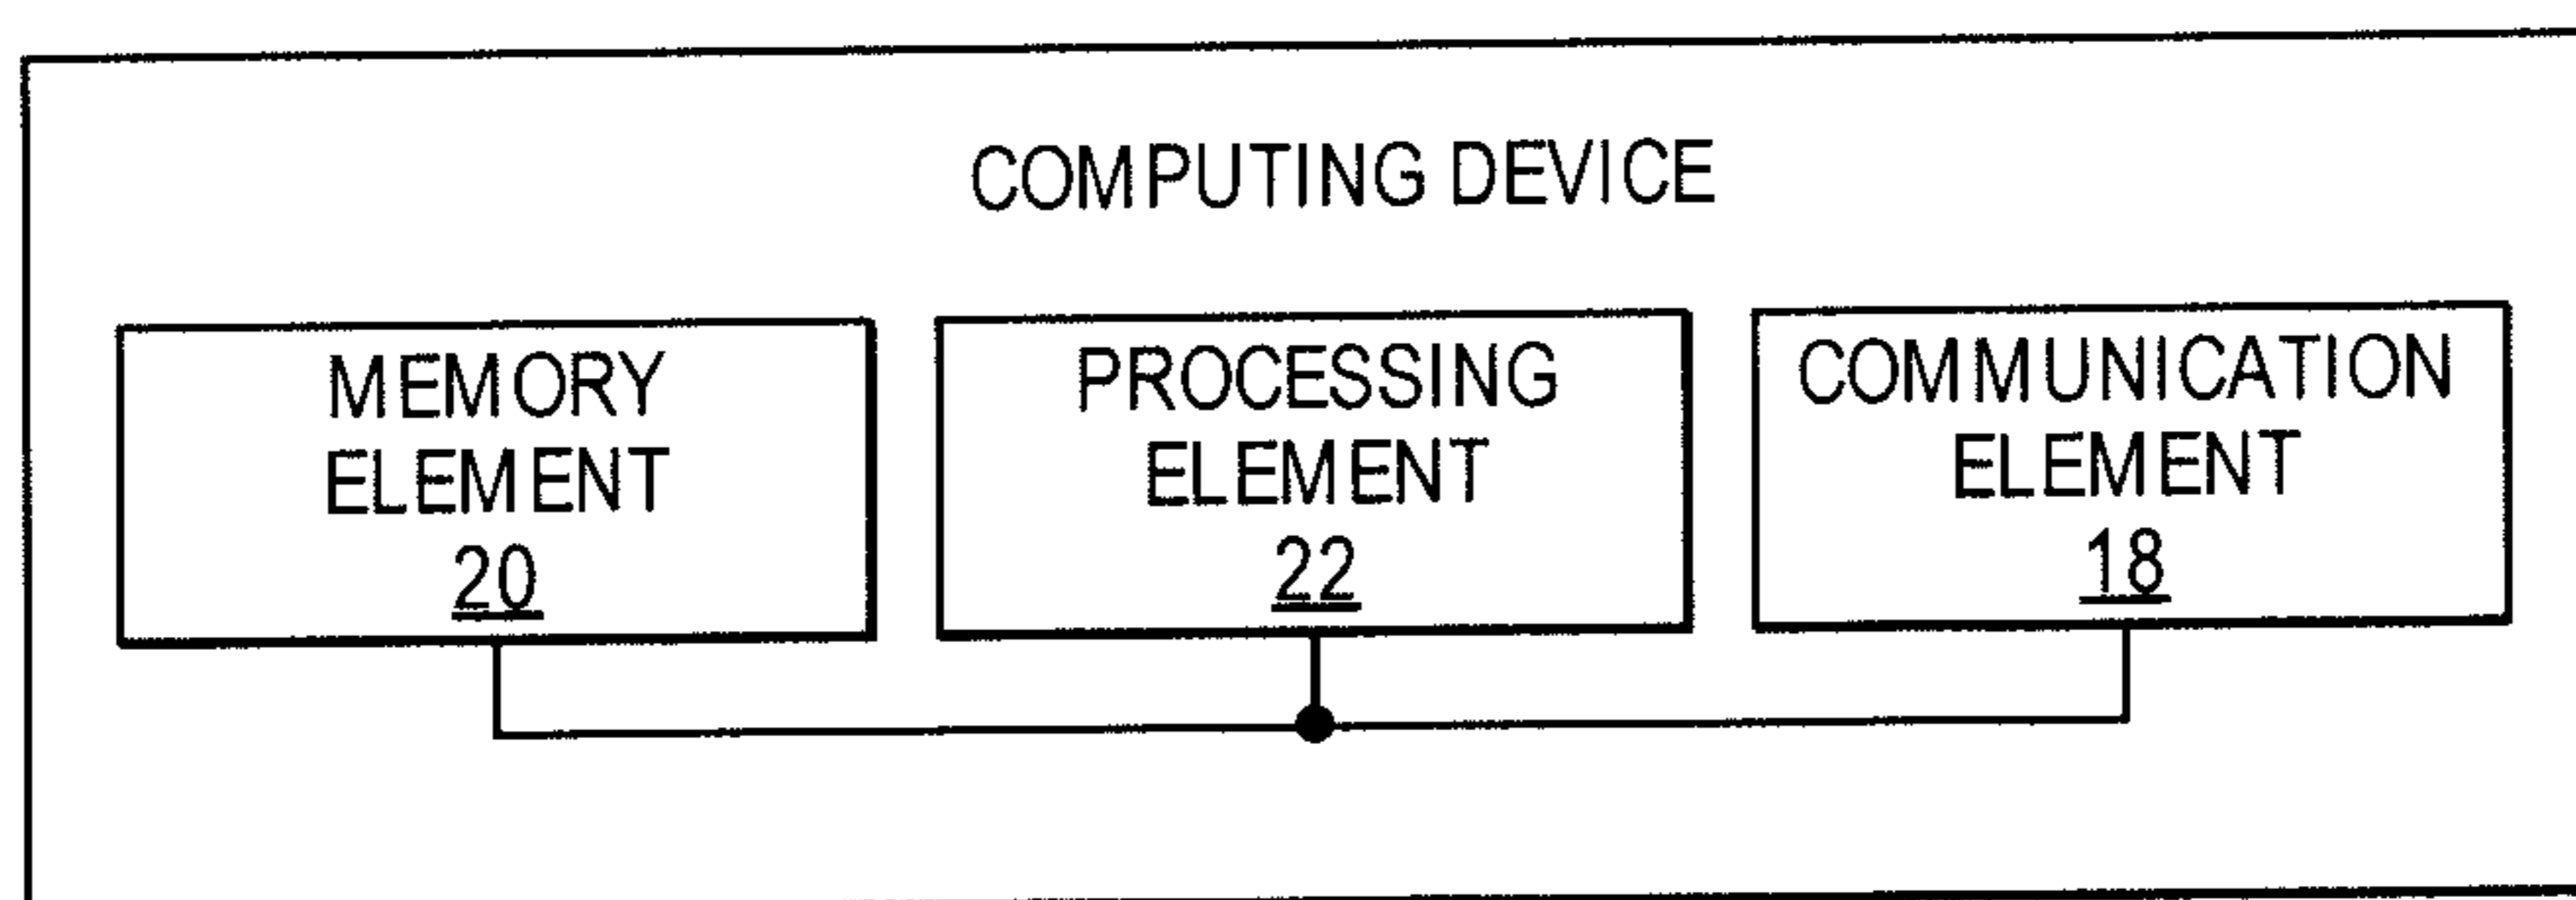 COMPUTING DEVICE
MEMORY
ELEMENT
20
PROCESSING
ELEMENT
22
COMMUNICATION
ELEMENT
18